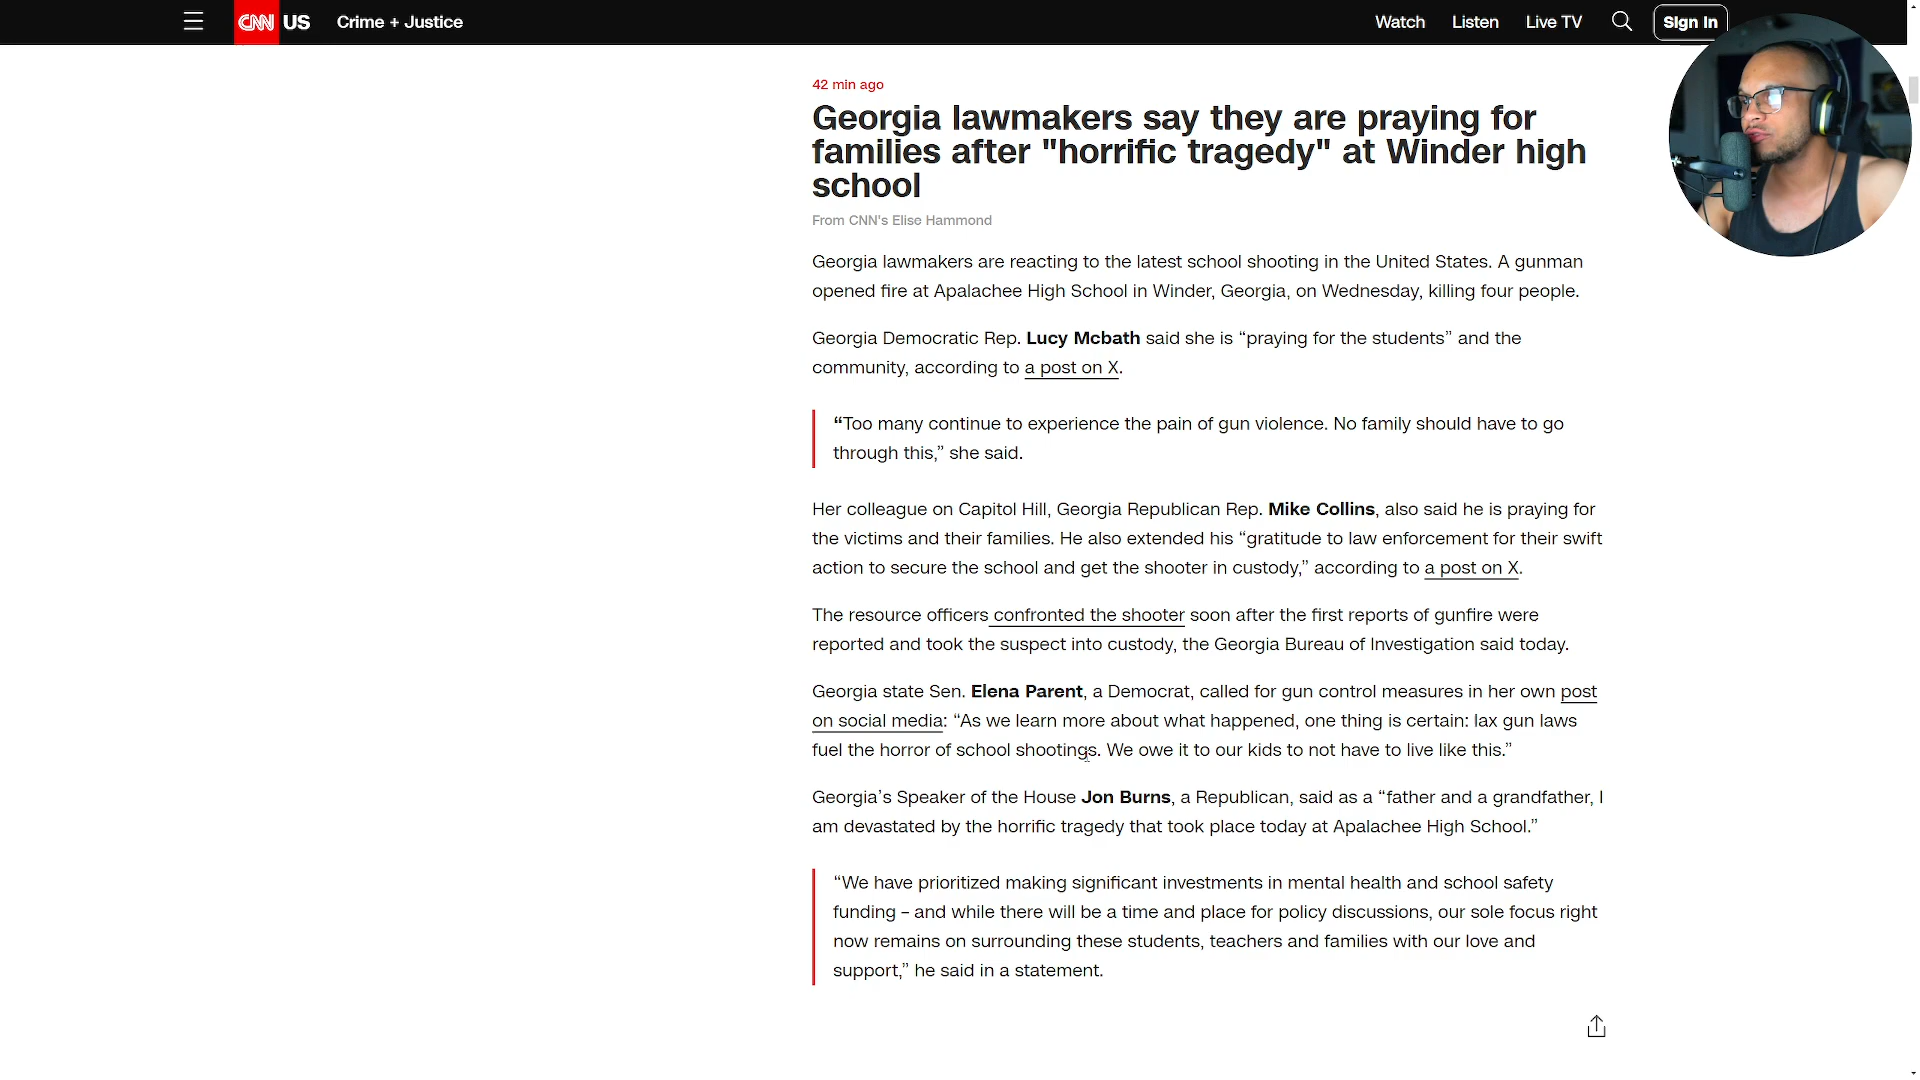 CNN US Crime + Justice Watch Listen Live TV Sign In
42 min ago
Georgia lawmakers say they are praying for
families after "horrific tragedy" at Winder high
school
From CNN's Elise Hammond
Georgia lawmakers are reacting to the latest school shooting in the United States. A gunman
opened fire at Apalachee High School in Winder, Georgia, on Wednesday, killing four people.
Georgia Democratic Rep. Lucy Mcbath said she is “praying for the students” and the
community, according to a post on X.
“Too many continue to experience the pain of gun violence. No family should have to go
through this,” she said.
Her colleague on Capitol Hill, Georgia Republican Rep. Mike Collins, also said he is praying for
the victims and their families. He also extended his “gratitude to law enforcement for their swift
action to secure the school and get the shooter in custody,” according to a post on X.
The resource officers confronted the shooter soon after the first reports of gunfire were
reported and took the suspect into custody, the Georgia Bureau of Investigation said today.
Georgia state Sen. Elena Parent, a Democrat, called for gun control measures in her own post
on social media: “As we learn more about what happened, one thing is certain: lax gun laws
fuel the horror of school shootings. We owe it to our kids to not have to live like this.”
Georgia’s Speaker of the House Jon Burns, a Republican, said as a “father and a grandfather, I
am devastated by the horrific tragedy that took place today at Apalachee High School.”
“We have prioritized making significant investments in mental health and school safety
funding – and while there will be a time and place for policy discussions, our sole focus right
now remains on surrounding these students, teachers and families with our love and
support,” he said in a statement.